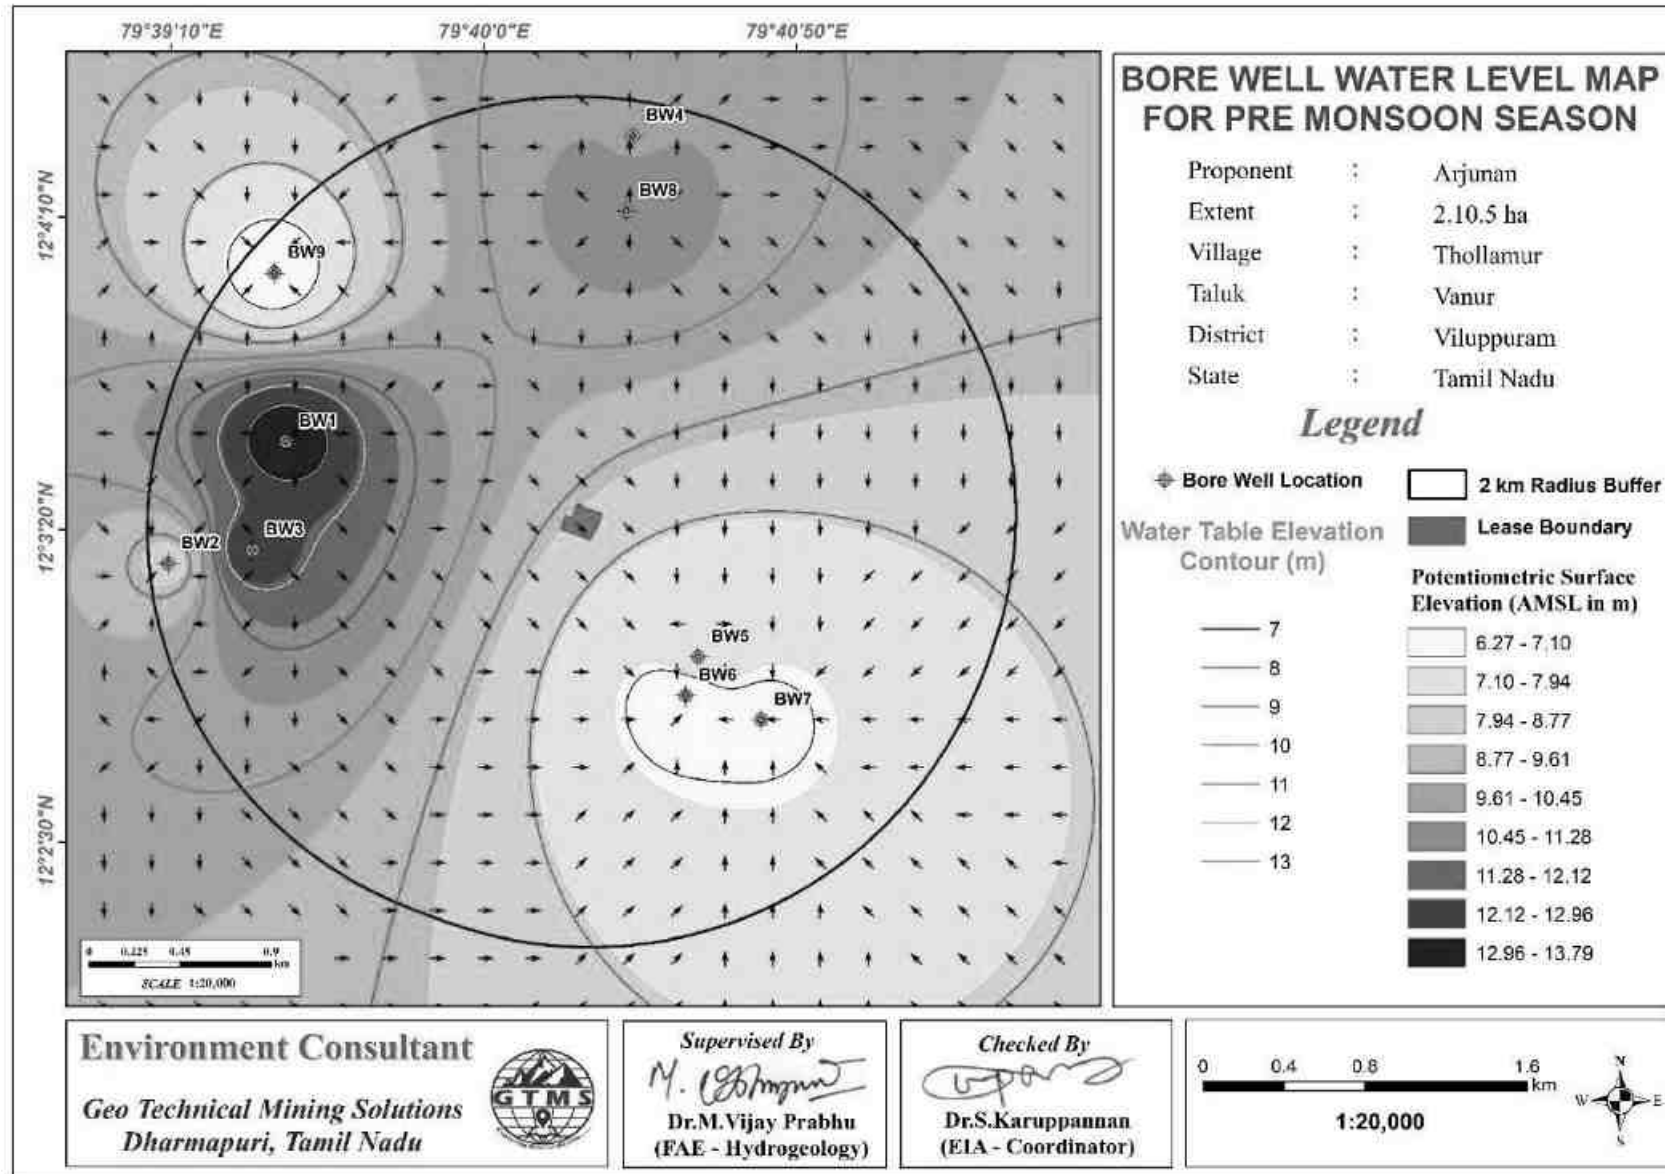 79°39'10"E
79°40'0"E
79°40'50"E
12°4'10"N
12°3'20"N
12°2'30"N
BW4
BW8
BW9
BW1
BW3
BW2
BW5
BW6
BW7
0 0.225 0.45 0.9
km
SCALE 1:20,000
BORE WELL WATER LEVEL MAP
FOR PRE MONSOON SEASON
Proponent : Arjunan
Extent : 2.10.5 ha
Village : Thollamur
Taluk : Vanur
District : Viluppuram
State : Tamil Nadu
Legend
Bore Well Location
2 km Radius Buffer
Lease Boundary
Water Table Elevation
Contour (m)
7
8
9
10
11
12
13
Potentiometric Surface
Elevation (AMSL in m)
6.27 - 7.10
7.10 - 7.94
7.94 - 8.77
8.77 - 9.61
9.61 - 10.45
10.45 - 11.28
11.28 - 12.12
12.12 - 12.96
12.96 - 13.79
Environment Consultant
Geo Technical Mining Solutions
Dharmapuri, Tamil Nadu
GTMS
Supervised By
Dr.M.Vijay Prabhu
(FAE - Hydrogeology)
Checked By
Dr.S.Karuppannan
(EIA - Coordinator)
0 0.4 0.8 1.6
km
1:20,000
N
W E
S